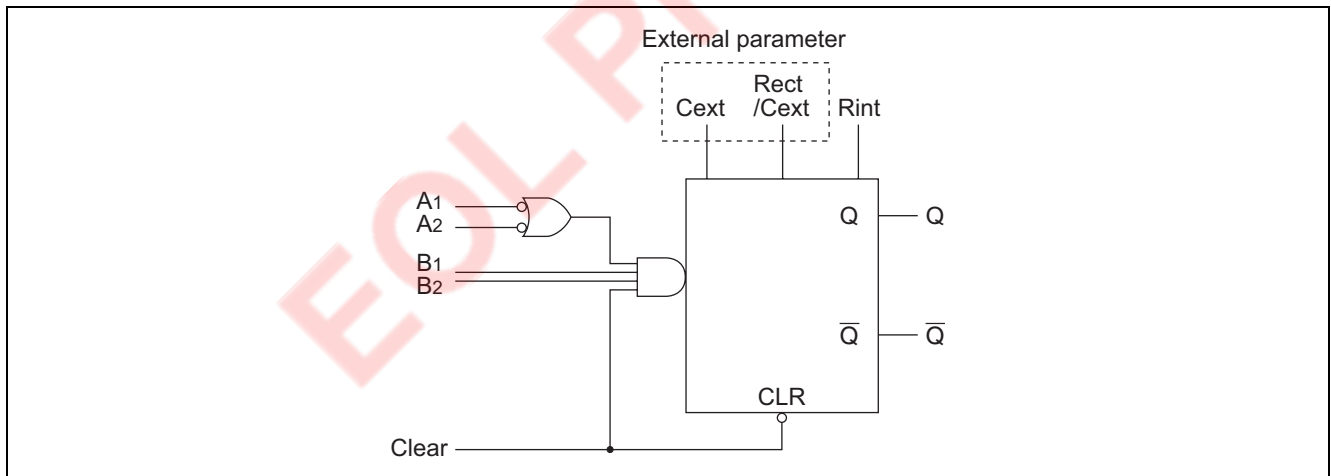 External parameter
Cext
Rect
/Cext
Rint
A1
A2
B1
B2
Q
Q
Q̅
Q̅
CLR
Clear
EOL P